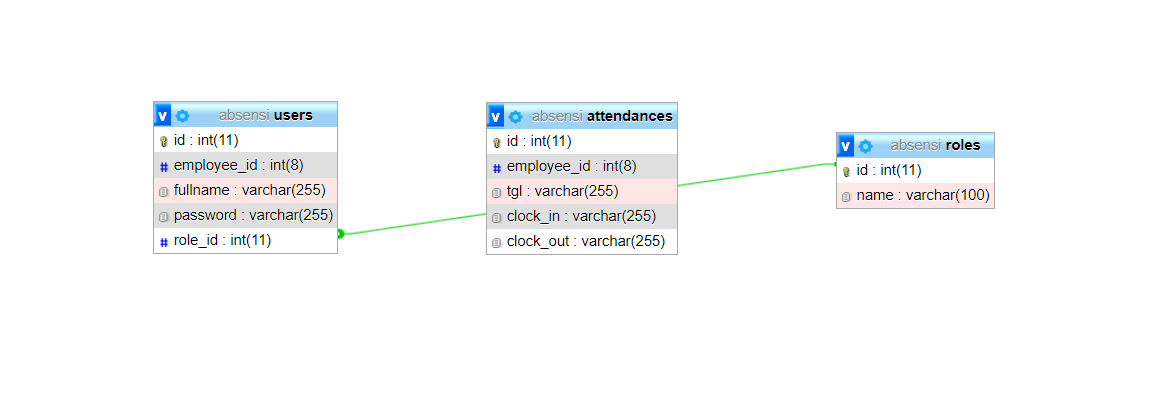 v absensi users
id : int(11)
# employee_id : int(8)
fullname : varchar(255)
password : varchar(255)
# role_id : int(11)
v absensi attendances
id : int(11)
# employee_id : int(8)
tgl : varchar(255)
clock_in : varchar(255)
clock_out : varchar(255)
v absensi roles
id : int(11)
name : varchar(100)